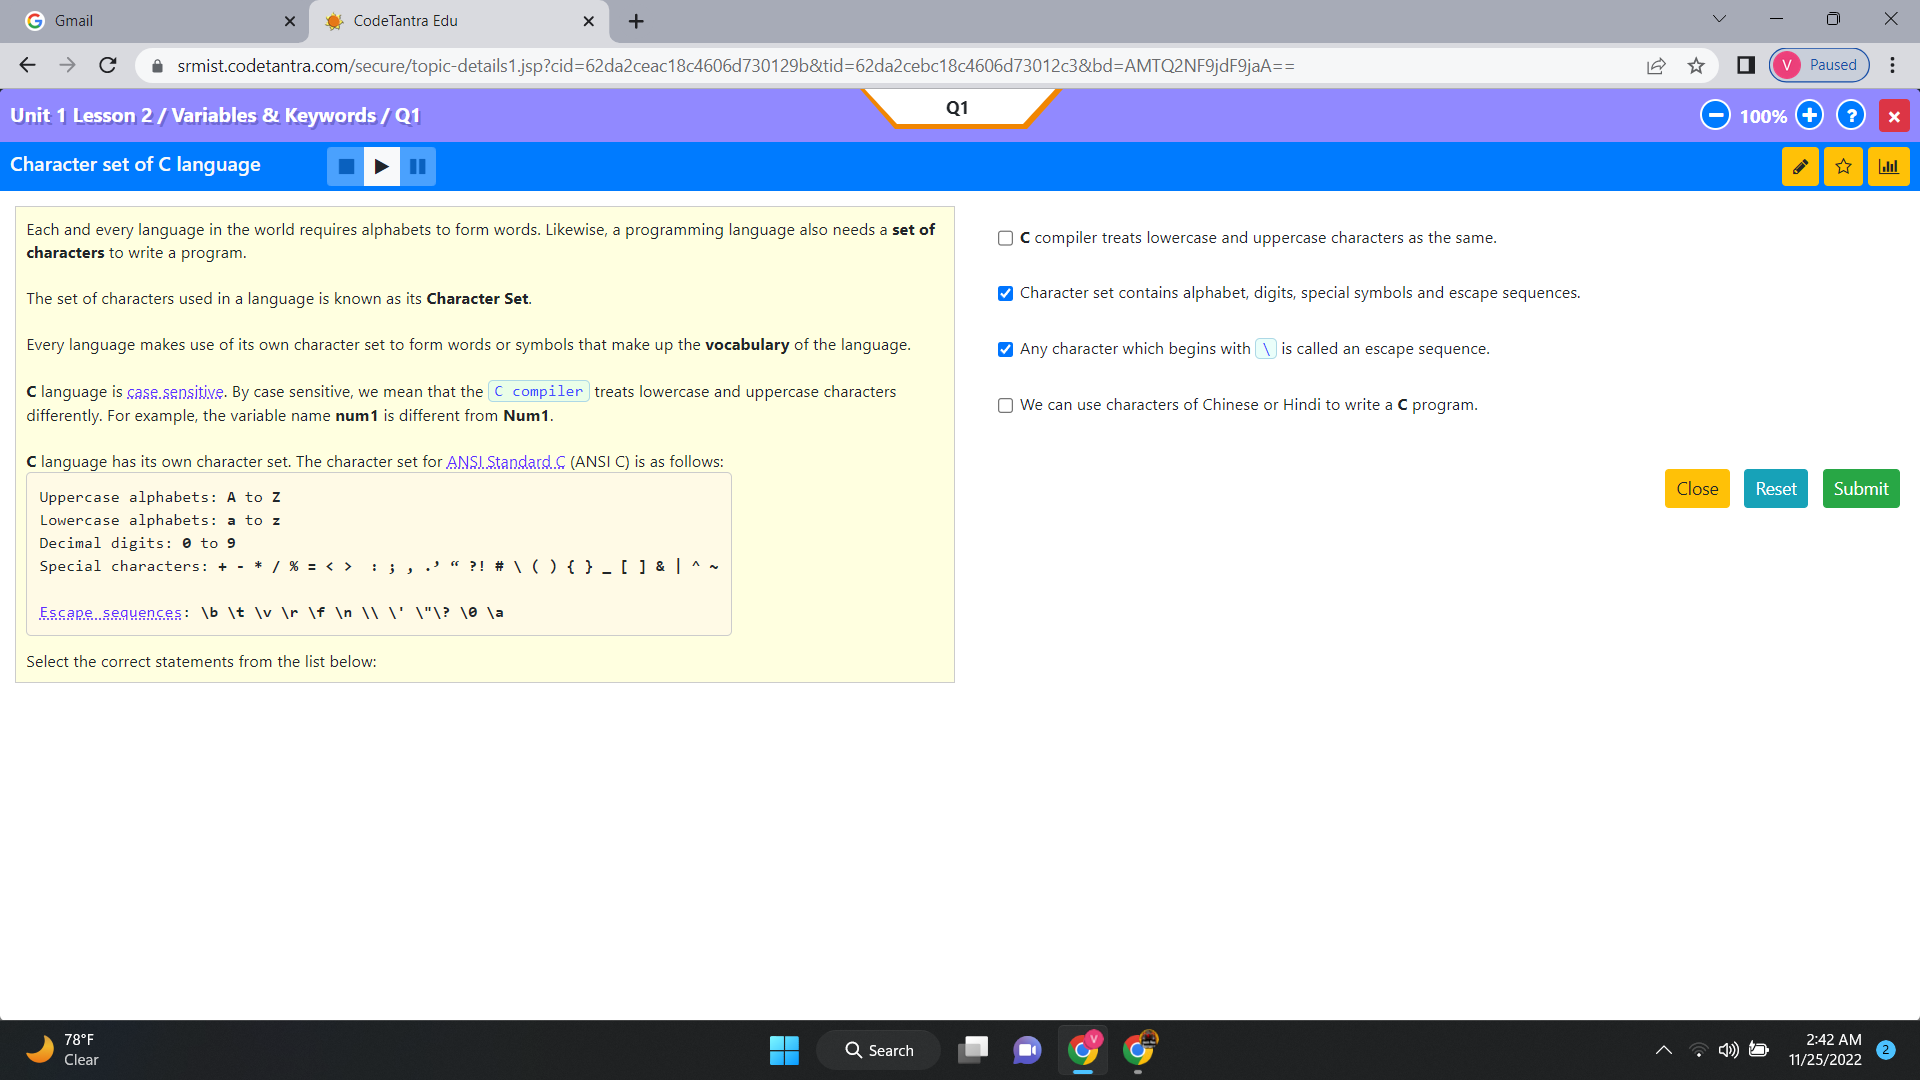 Gmail
CodeTantra Edu
srmist.codetantra.com/secure/topic-details1.jsp?cid=62da2ceac18c4606d730129b&tid=62da2cebc18c4606d73012c3&bd=AMTQ2NF9jdF9jaA==
V Paused
Unit 1 Lesson 2 / Variables & Keywords / Q1
Q1
100%
?
Character set of C language
Each and every language in the world requires alphabets to form words. Likewise, a programming language also needs a set of
characters to write a program.
The set of characters used in a language is known as its Character Set.
Every language makes use of its own character set to form words or symbols that make up the vocabulary of the language.
C language is case sensitive. By case sensitive, we mean that the C compiler treats lowercase and uppercase characters
differently. For example, the variable name num1 is different from Num1.
C language has its own character set. The character set for ANSI Standard C (ANSI C) is as follows:
Uppercase alphabets: A to Z
Lowercase alphabets: a to z
Decimal digits: 0 to 9
Special characters: + - * / % = < >  : ; , .’ “ ?! # \ ( ) { } _ [ ] & | ^ ~
Escape sequences: \b \t \v \r \f \n \\ \' \"\? \0 \a
Select the correct statements from the list below:
C compiler treats lowercase and uppercase characters as the same.
Character set contains alphabet, digits, special symbols and escape sequences.
Any character which begins with \ is called an escape sequence.
We can use characters of Chinese or Hindi to write a C program.
Close Reset Submit
78°F
Clear
Search
V
2:42 AM
11/25/2022
2